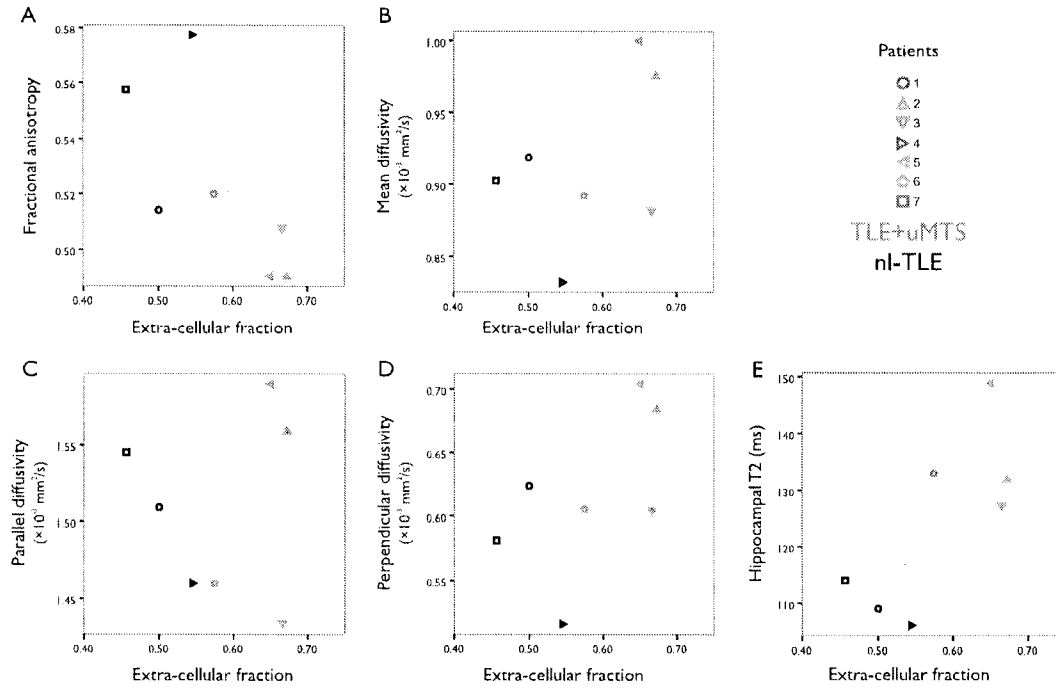 A
Fractional anisotropy
0.58
0.56
0.54
0.52
0.50
0.40 0.50 0.60 0.70
Extra-cellular fraction
B
Mean diffusivity
(×10⁻³ mm²/s)
1.00
0.95
0.90
0.85
0.40 0.50 0.60 0.70
Extra-cellular fraction
Patients
1
2
3
4
5
6
7
TLE+uMTS
nl-TLE
C
Parallel diffusivity
(×10⁻³ mm²/s)
1.55
1.50
1.45
0.40 0.50 0.60 0.70
Extra-cellular fraction
D
Perpendicular diffusivity
(×10⁻³ mm²/s)
0.70
0.65
0.60
0.55
0.40 0.50 0.60 0.70
Extra-cellular fraction
E
Hippocampal T2 (ms)
150
140
130
120
110
0.40 0.50 0.60 0.70
Extra-cellular fraction